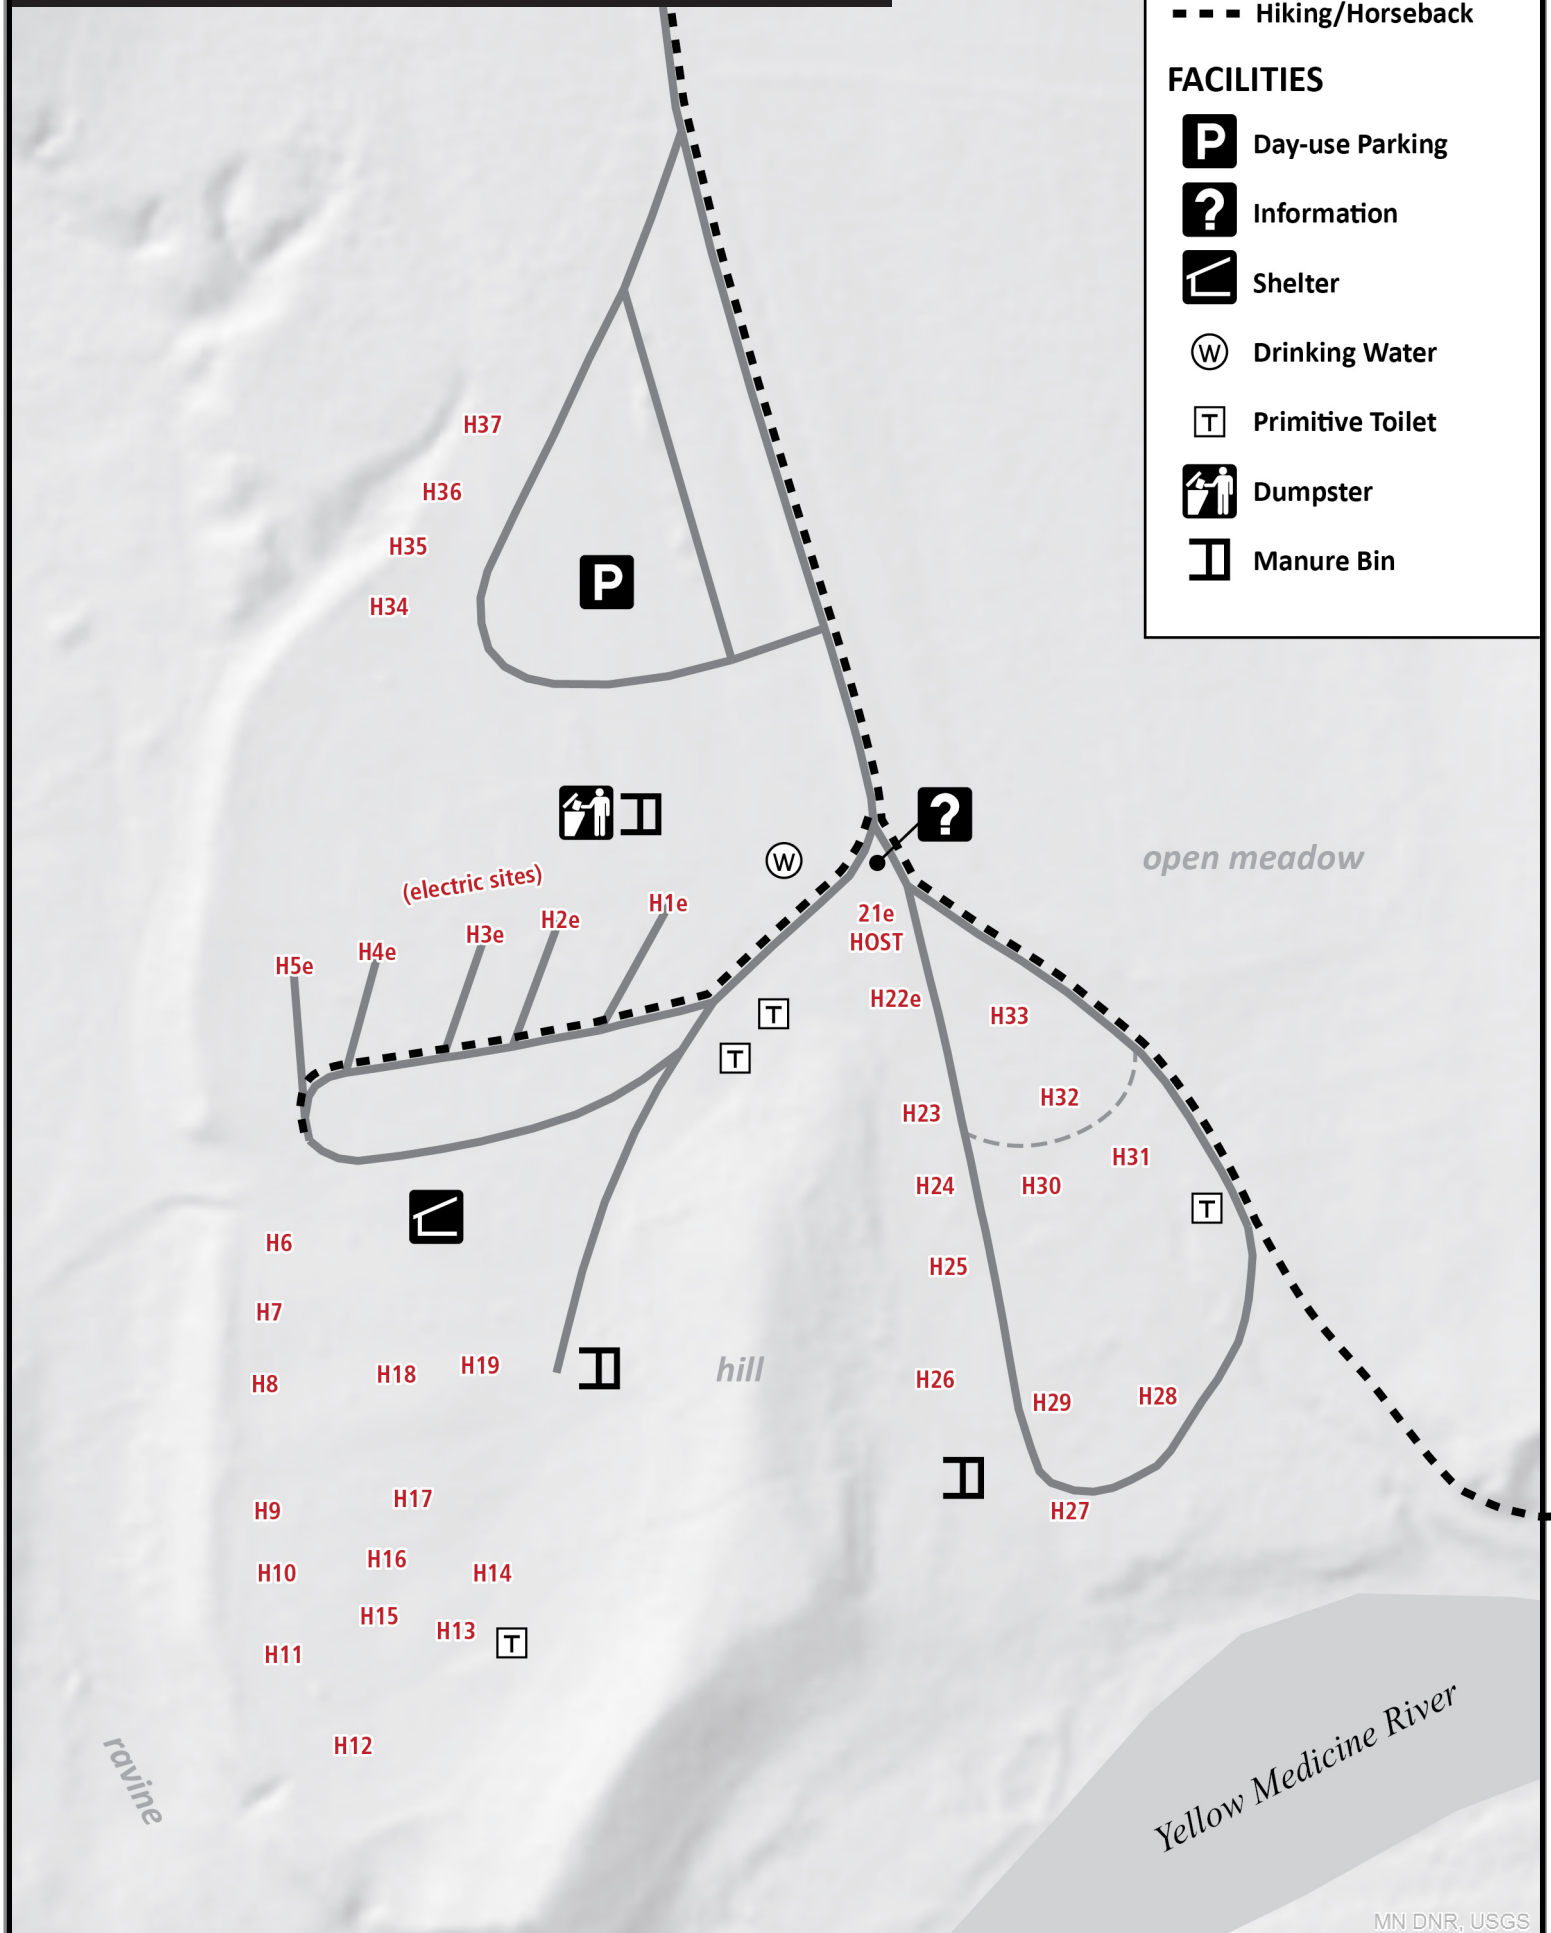 Hiking/Horseback
FACILITIES
P Day-use Parking
? Information
Shelter
W Drinking Water
T Primitive Toilet
Dumpster
Manure Bin
H37
H36
H35
H34
P
?
W
open meadow
(electric sites)
H1e
H2e
H3e
H4e
H5e
21e
HOST
H22e
H33
T
T
H32
H23
H31
H30
H24
T
H25
H6
H7
H8
H18
H19
hill
H26
H29
H28
H27
H9
H17
H10
H16
H14
H15
H13
T
H11
H12
ravine
Yellow Medicine River
MN DNR, USGS